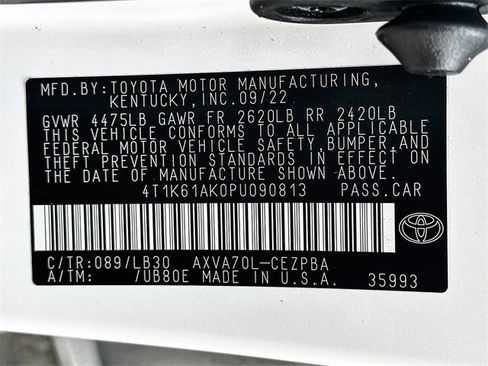 MFD.BY:TOYOTA MOTOR MANUFACTURING,
KENTUCKY,INC.09/22
GVWR 4475LB GAWR FR 2620LB RR 2420LB
THIS VEHICLE CONFORMS TO ALL APPLICABLE
FEDERAL MOTOR VEHICLE SAFETY,BUMPER,AND
THEFT PREVENTION STANDARDS IN EFFECT ON
THE DATE OF MANUFACTURE SHOWN ABOVE.
4T1K61AK0PU090813 PASS.CAR
C/TR:089/LB30 AXVA70L-CEZPBA
A/TM: /UB80E MADE IN U.S.A. 35993